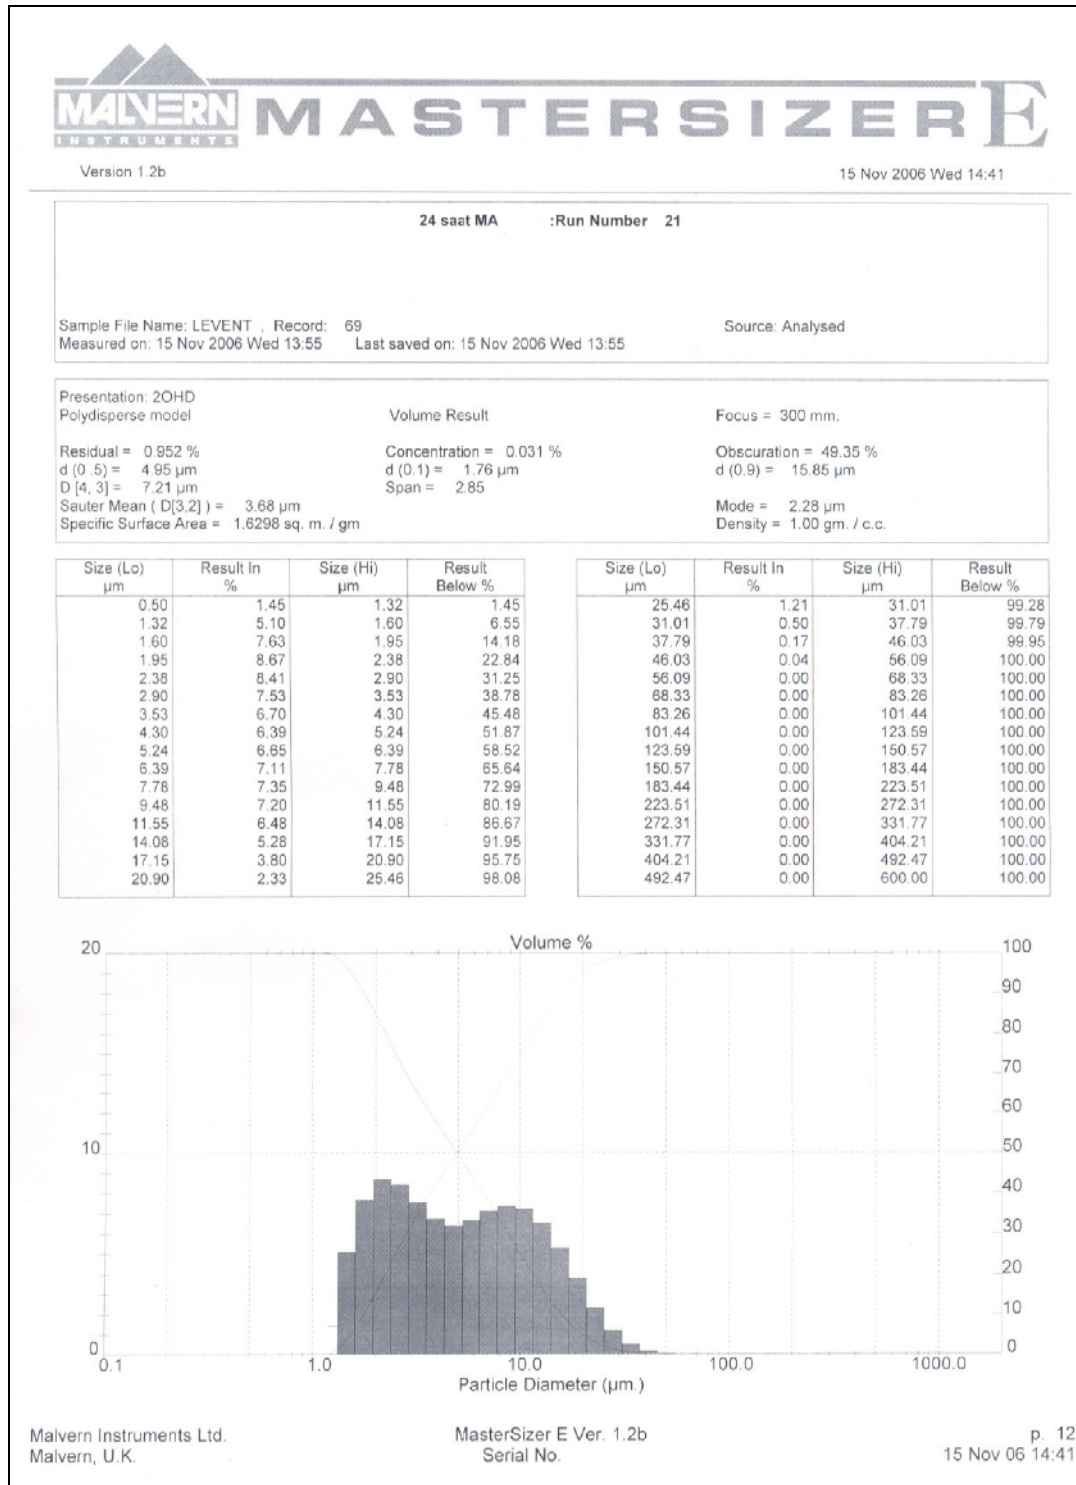 MALVERN
INSTRUMENTS
MASTERSIZER E
Version 1.2b 15 Nov 2006 Wed 14:41
24 saat MA :Run Number 21
Sample File Name: LEVENT , Record: 69 Source: Analysed
Measured on: 15 Nov 2006 Wed 13:55 Last saved on: 15 Nov 2006 Wed 13:55
Presentation: 2OHD
Polydisperse model Volume Result Focus = 300 mm.
Residual = 0.952 % Concentration = 0.031 % Obscuration = 49.35 %
d (0 .5) = 4.95 µm d (0.1) = 1.76 µm d (0.9) = 15.85 µm
D [4, 3] = 7.21 µm Span = 2.85
Sauter Mean ( D[3,2] ) = 3.68 µm Mode = 2.28 µm
Specific Surface Area = 1.6298 sq. m. / gm Density = 1.00 gm. / c.c.
Size (Lo) Result In Size (Hi) Result Size (Lo) Result In Size (Hi) Result
µm % µm Below % µm % µm Below %
0.50 1.45 1.32 1.45 25.46 1.21 31.01 99.28
1.32 5.10 1.60 6.55 31.01 0.50 37.79 99.79
1.60 7.63 1.95 14.18 37.79 0.17 46.03 99.95
1.95 8.67 2.38 22.84 46.03 0.04 56.09 100.00
2.38 8.41 2.90 31.25 56.09 0.00 68.33 100.00
2.90 7.53 3.53 38.78 68.33 0.00 83.26 100.00
3.53 6.70 4.30 45.48 83.26 0.00 101.44 100.00
4.30 6.39 5.24 51.87 101.44 0.00 123.59 100.00
5.24 6.65 6.39 58.52 123.59 0.00 150.57 100.00
6.39 7.11 7.78 65.64 150.57 0.00 183.44 100.00
7.78 7.35 9.48 72.99 183.44 0.00 223.51 100.00
9.48 7.20 11.55 80.19 223.51 0.00 272.31 100.00
11.55 6.48 14.08 86.67 272.31 0.00 331.77 100.00
14.08 5.28 17.15 91.95 331.77 0.00 404.21 100.00
17.15 3.80 20.90 95.75 404.21 0.00 492.47 100.00
20.90 2.33 25.46 98.08 492.47 0.00 600.00 100.00
Volume %
20 100
90
80
70
60
10 50
40
30
20
10
0 0
0.1 1.0 10.0 100.0 1000.0
Particle Diameter (µm.)
Malvern Instruments Ltd. MasterSizer E Ver. 1.2b p. 12
Malvern, U.K. Serial No. 15 Nov 06 14:41